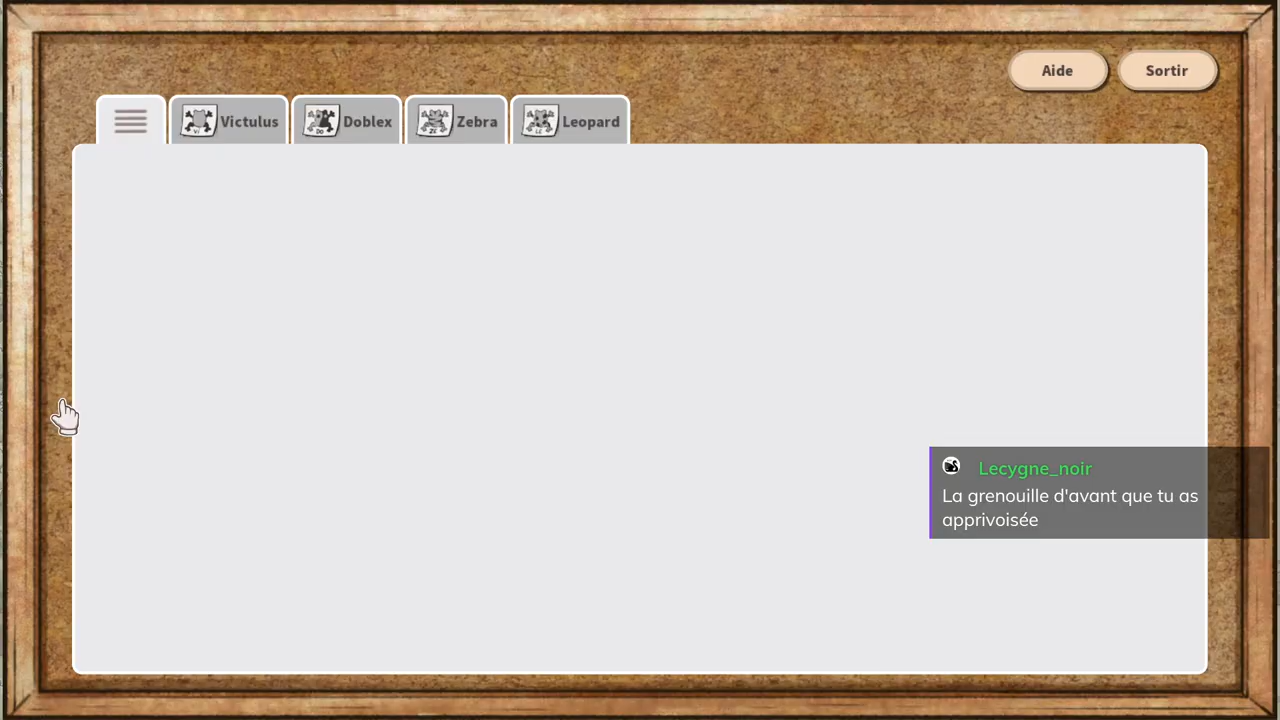 Aide
Sortir
Victulus
Doblex
Zebra
Leopard
Lecygne_noir
La grenouille d'avant que tu as
apprivoisée